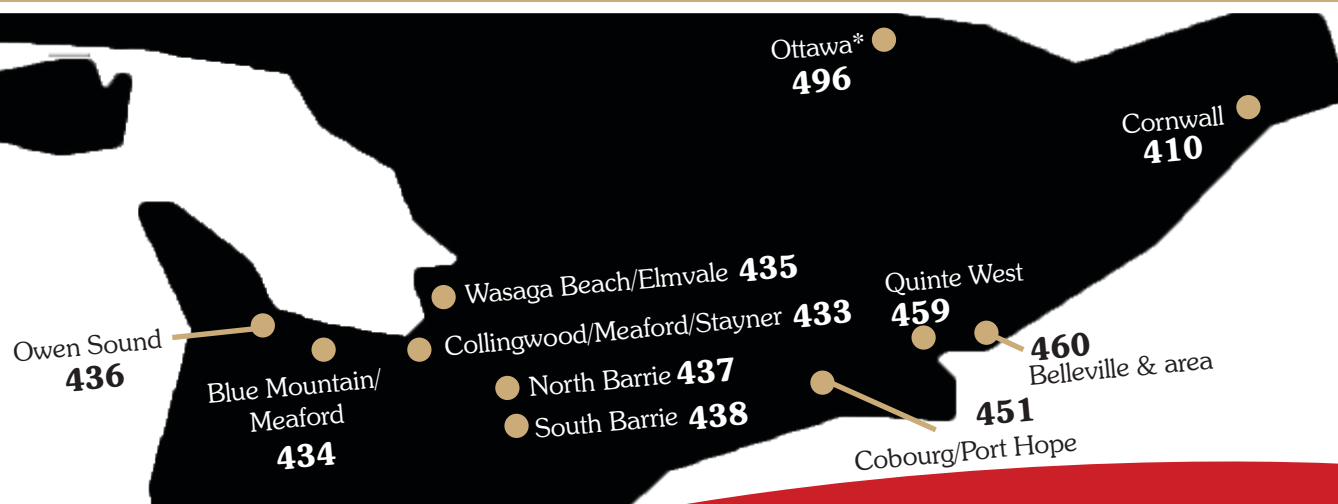 Ottawa*
496
Cornwall
410
Wasaga Beach/Elmvale 435
Quinte West
459
Collingwood/Meaford/Stayner 433
Owen Sound
436
460
Belleville & area
Blue Mountain/
Meaford
434
North Barrie 437
South Barrie 438
451
Cobourg/Port Hope